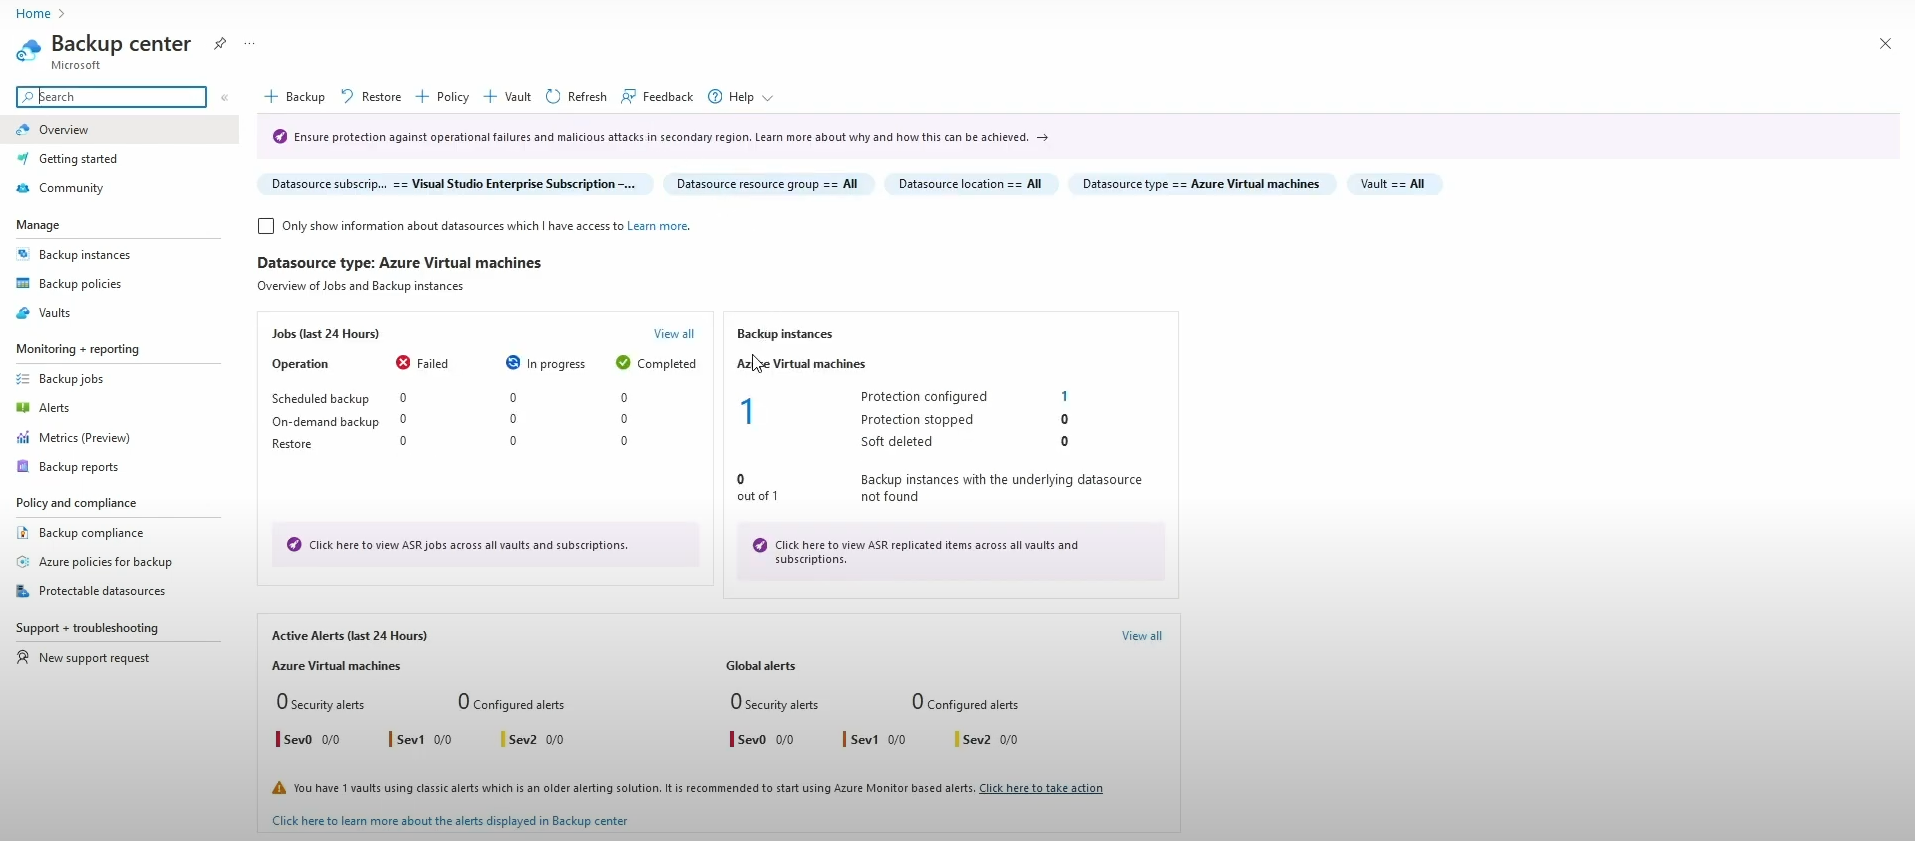 Home
Backup center
Microsoft
Search
Overview
Getting started
Community
Manage
Backup instances
Backup policies
Vaults
Monitoring + reporting
Backup jobs
Alerts
Metrics (Preview)
Backup reports
Policy and compliance
Backup compliance
Azure policies for backup
Protectable datasources
Support + troubleshooting
New support request
Backup Restore Policy Vault Refresh Feedback Help
Ensure protection against operational failures and malicious attacks in secondary region. Learn more about why and how this can be achieved. →
Datasource subscrip... == Visual Studio Enterprise Subscription –... Datasource resource group == All Datasource location == All Datasource type == Azure Virtual machines Vault == All
Only show information about datasources which I have access to Learn more.
Datasource type: Azure Virtual machines
Overview of Jobs and Backup instances
Jobs (last 24 Hours) View all
Operation Failed In progress Completed
Scheduled backup 0 0 0
On-demand backup 0 0 0
Restore 0 0 0
Click here to view ASR jobs across all vaults and subscriptions.
Backup instances
Azure Virtual machines
1
Protection configured 1
Protection stopped 0
Soft deleted 0
0
out of 1
Backup instances with the underlying datasource
not found
Click here to view ASR replicated items across all vaults and
subscriptions.
Active Alerts (last 24 Hours) View all
Azure Virtual machines
0 Security alerts 0 Configured alerts
Sev0 0/0 Sev1 0/0 Sev2 0/0
Global alerts
0 Security alerts 0 Configured alerts
Sev0 0/0 Sev1 0/0 Sev2 0/0
You have 1 vaults using classic alerts which is an older alerting solution. It is recommended to start using Azure Monitor based alerts. Click here to take action
Click here to learn more about the alerts displayed in Backup center